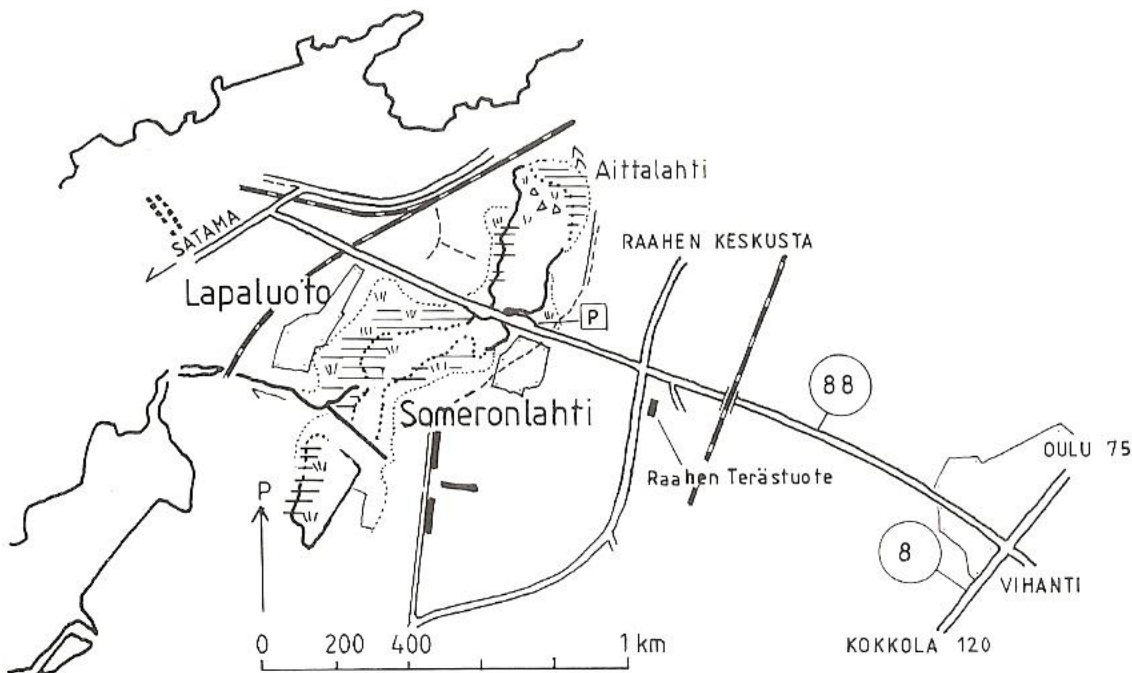 Aittalahti
SATAMA
RAAHEN KESKUSTA
Lapaluoto
P
88
Someronlahti
OULU 75
Raahen Terästuote
P
8
VIHANTI
0 200 400 1 km
KOKKOLA 120